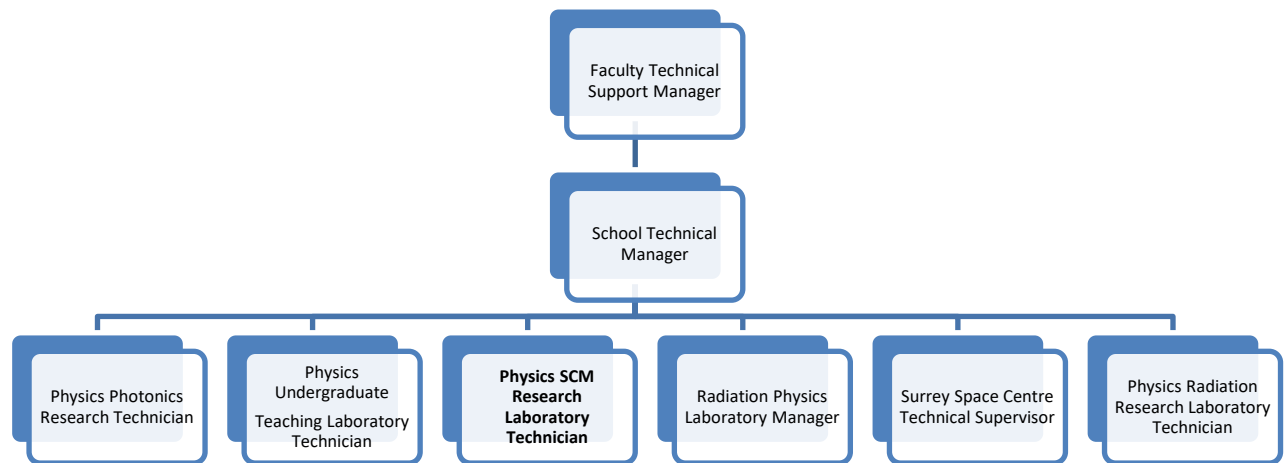 Faculty Technical
Support Manager
School Technical
Manager
Physics Photonics
Research Technician
Physics
Undergraduate
Teaching Laboratory
Technician
Physics SCM
Research
Laboratory
Technician
Radiation Physics
Laboratory Manager
Surrey Space Centre
Technical Supervisor
Physics Radiation
Research Laboratory
Technician